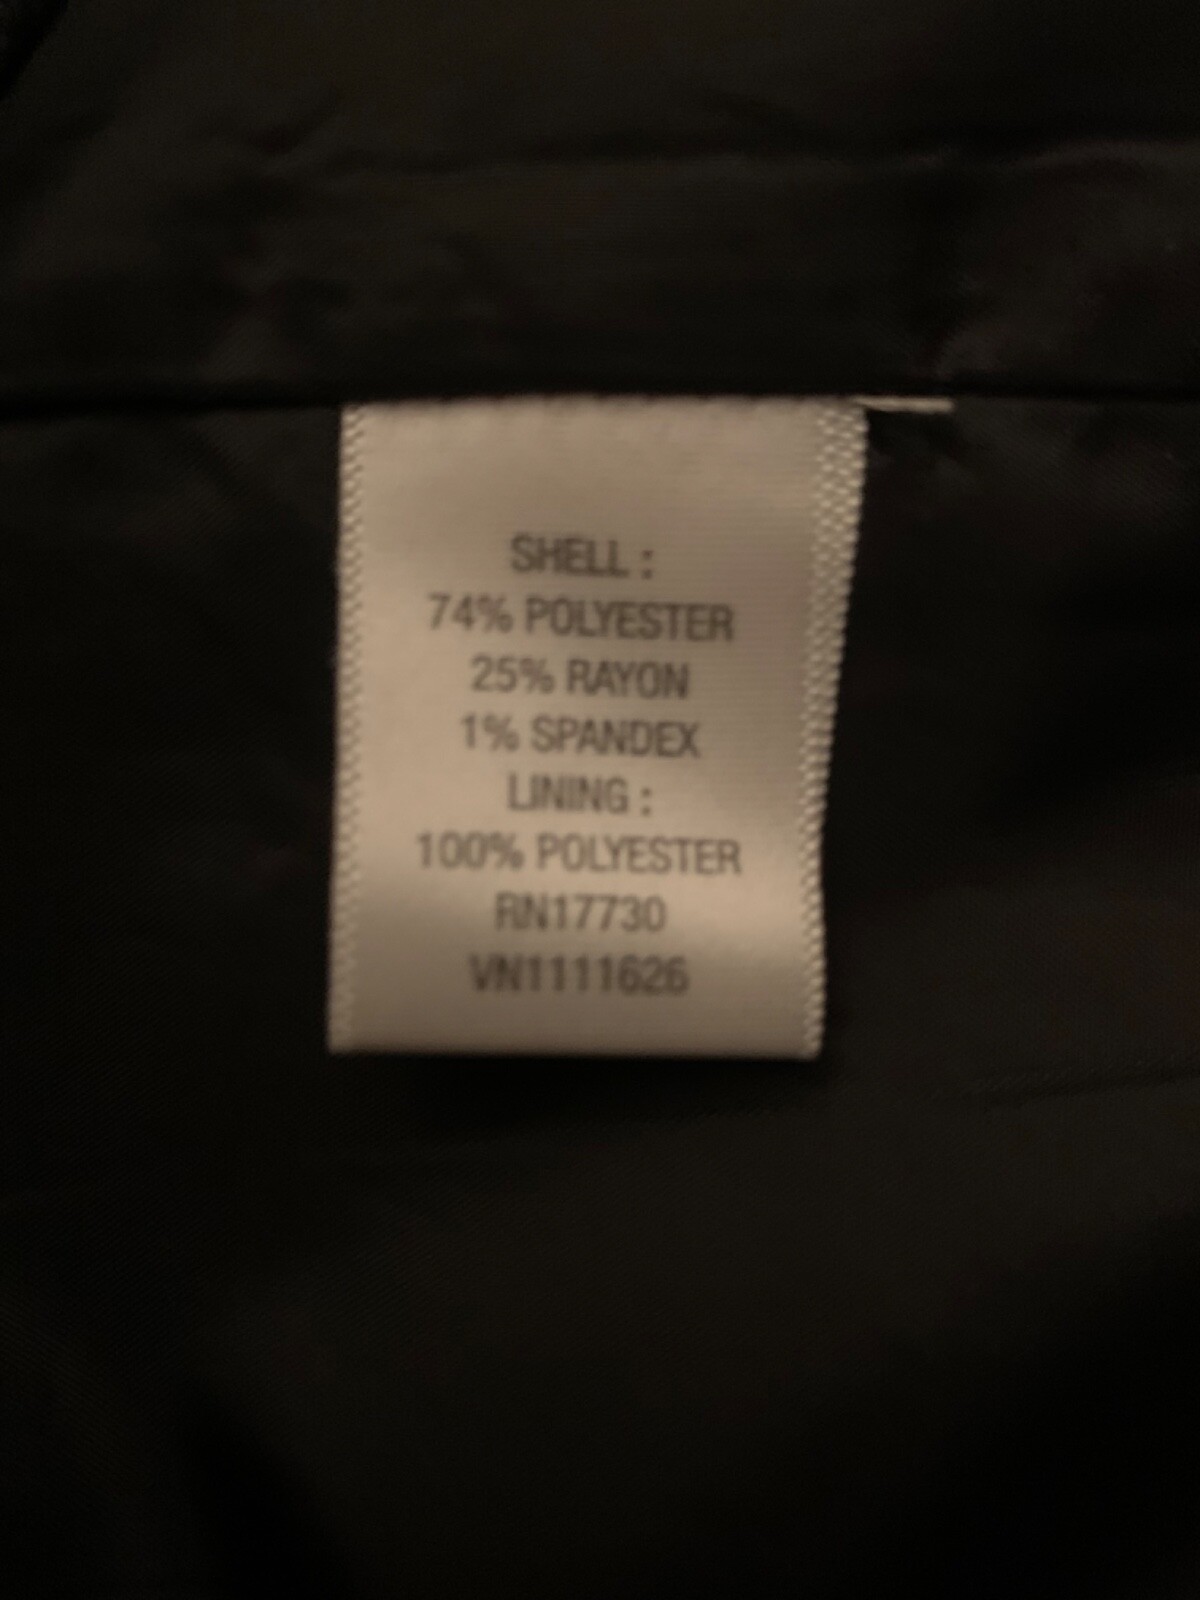 SHELL :
74% POLYESTER
25% RAYON
1% SPANDEX
LINING :
100% POLYESTER
RN17730
VN1111626